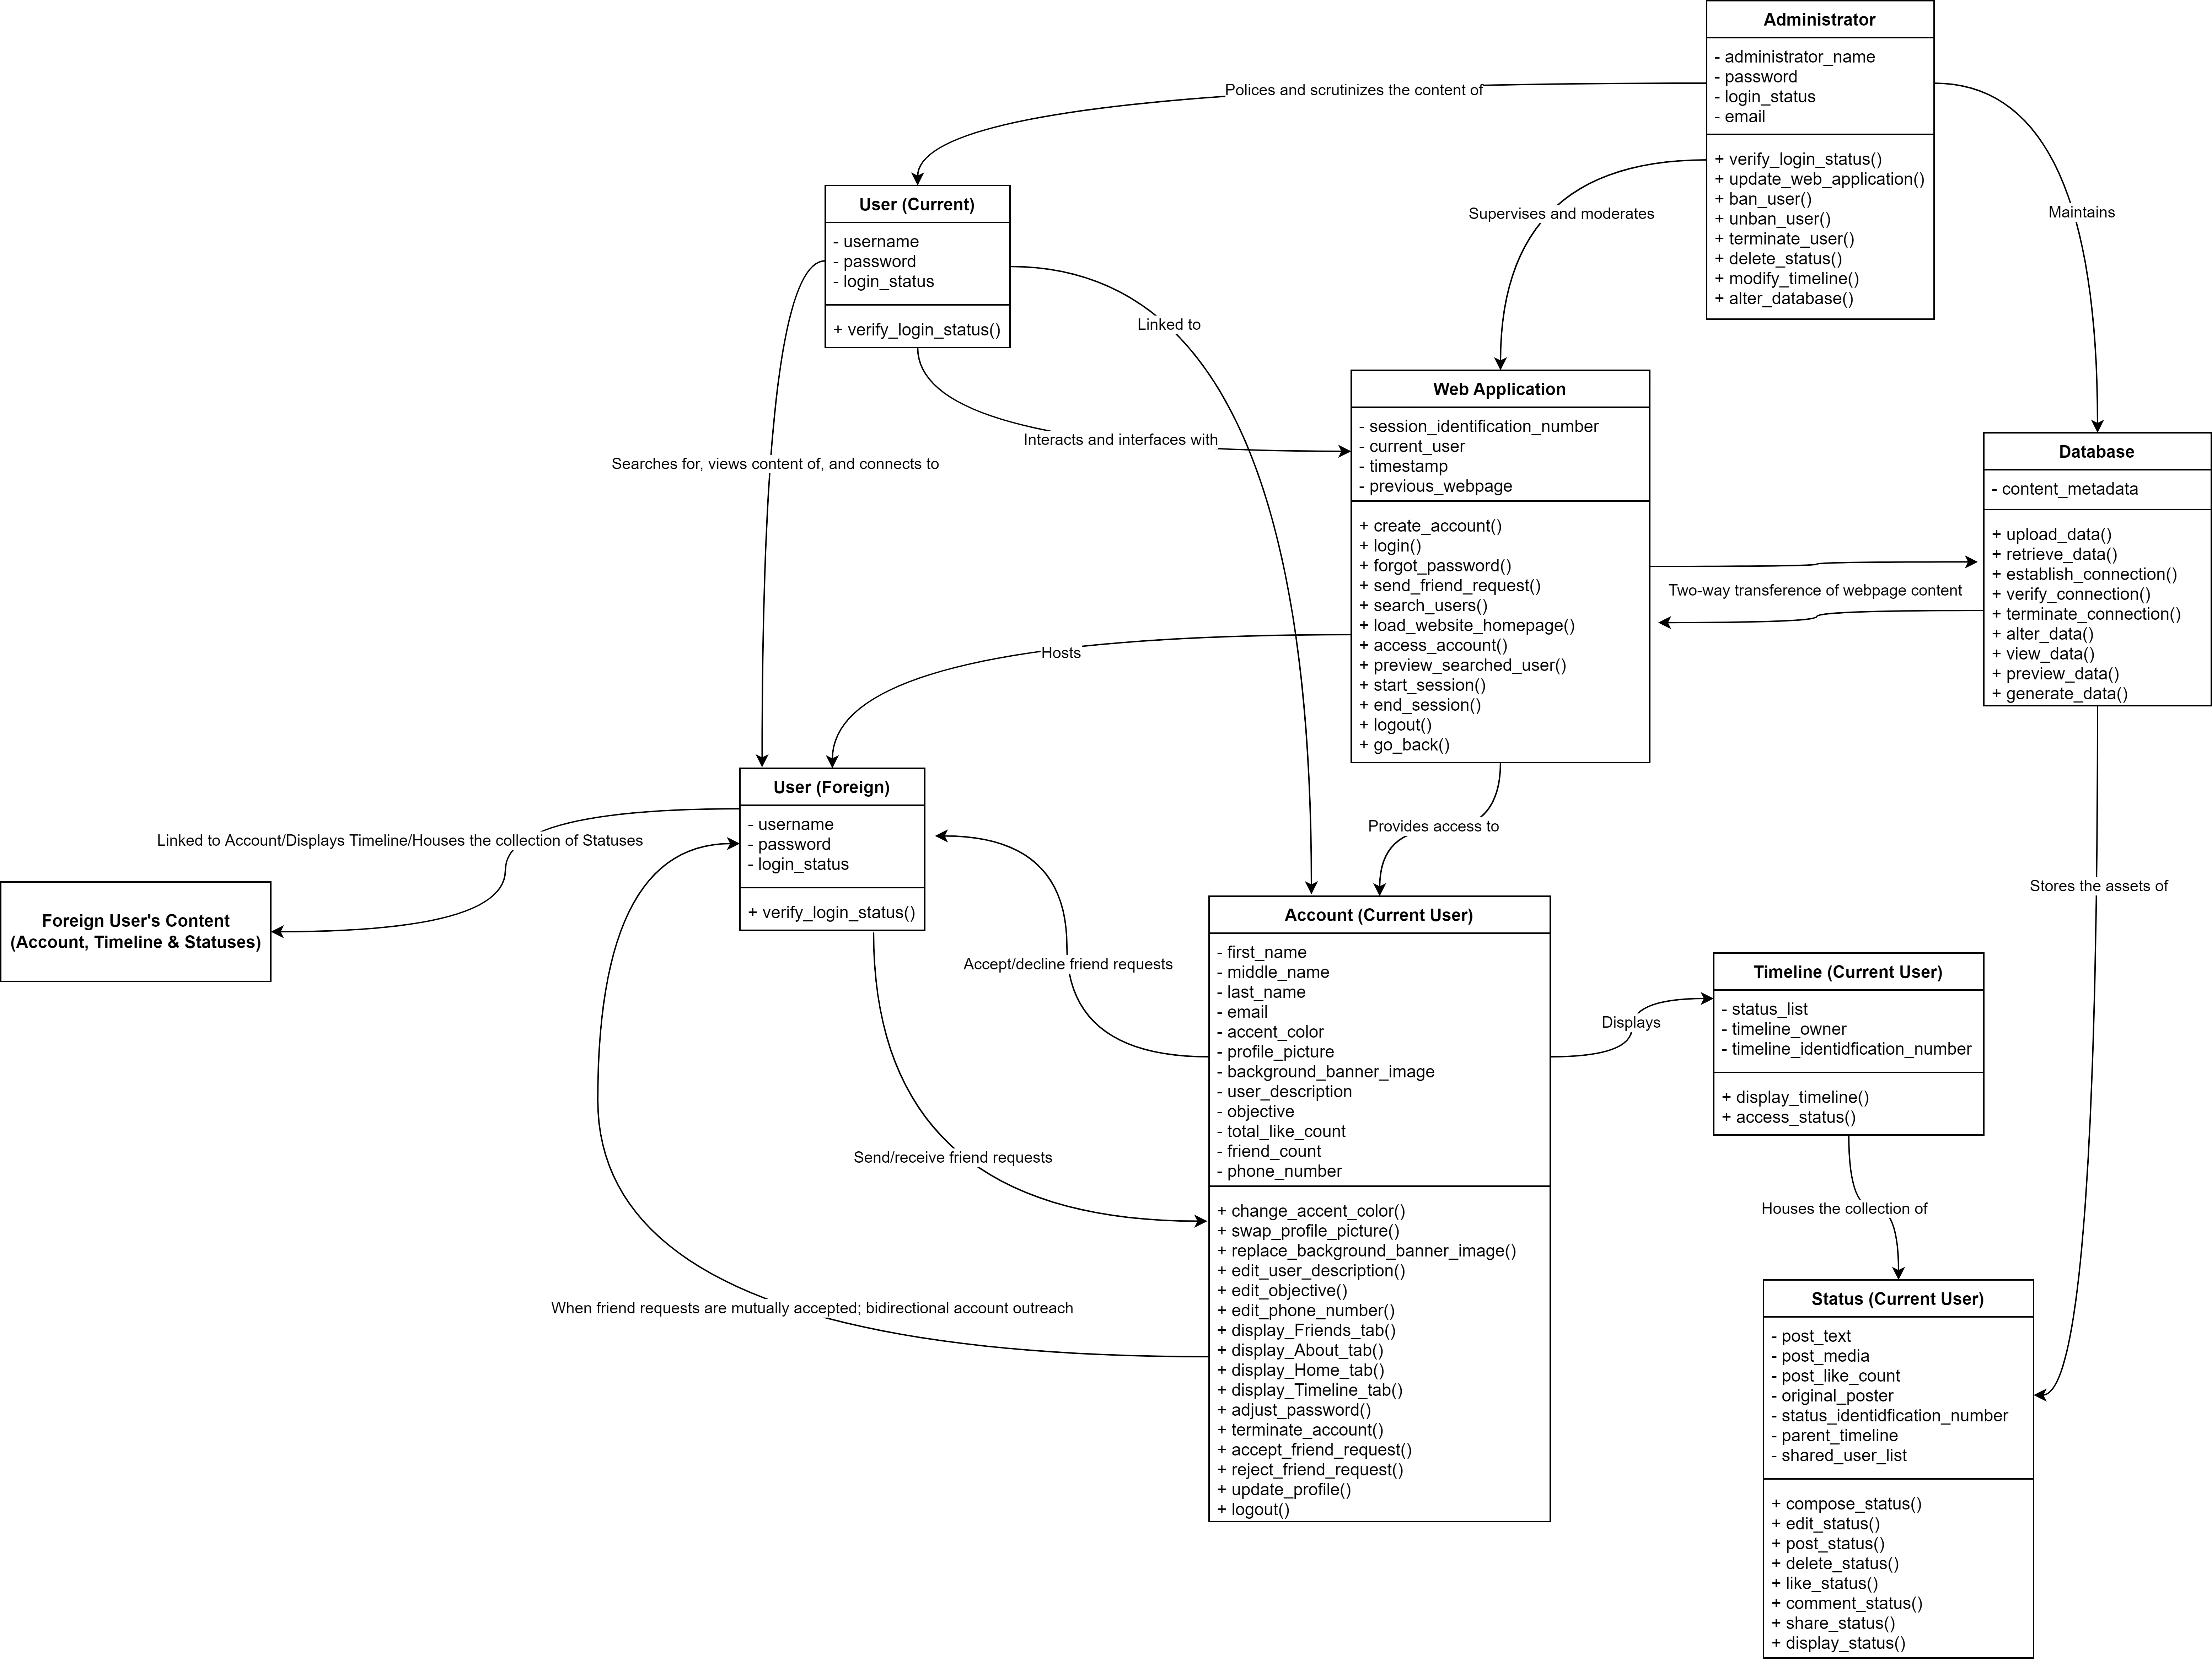 Administrator
- administrator_name
- password
- login_status
- email
+ verify_login_status()
+ update_web_application()
+ ban_user()
+ unban_user()
+ terminate_user()
+ delete_status()
+ modify_timeline()
+ alter_database()
Polices and scrutinizes the content of
Supervises and moderates
Maintains
User (Current)
- username
- password
- login_status
+ verify_login_status()
Linked to
Interacts and interfaces with
Searches for, views content of, and connects to
Web Application
- session_identification_number
- current_user
- timestamp
- previous_webpage
+ create_account()
+ login()
+ forgot_password()
+ send_friend_request()
+ search_users()
+ load_website_homepage()
+ access_account()
+ preview_searched_user()
+ start_session()
+ end_session()
+ logout()
+ go_back()
Database
- content_metadata
+ upload_data()
+ retrieve_data()
+ establish_connection()
+ verify_connection()
+ terminate_connection()
+ alter_data()
+ view_data()
+ preview_data()
+ generate_data()
Two-way transference of webpage content
Hosts
Provides access to
Stores the assets of
User (Foreign)
- username
- password
- login_status
+ verify_login_status()
Linked to Account/Displays Timeline/Houses the collection of Statuses
Foreign User's Content
(Account, Timeline & Statuses)
Accept/decline friend requests
Send/receive friend requests
When friend requests are mutually accepted; bidirectional account outreach
Account (Current User)
- first_name
- middle_name
- last_name
- email
- accent_color
- profile_picture
- background_banner_image
- user_description
- objective
- total_like_count
- friend_count
- phone_number
+ change_accent_color()
+ swap_profile_picture()
+ replace_background_banner_image()
+ edit_user_description()
+ edit_objective()
+ edit_phone_number()
+ display_Friends_tab()
+ display_About_tab()
+ display_Home_tab()
+ display_Timeline_tab()
+ adjust_password()
+ terminate_account()
+ accept_friend_request()
+ reject_friend_request()
+ update_profile()
+ logout()
Displays
Timeline (Current User)
- status_list
- timeline_owner
- timeline_identidfication_number
+ display_timeline()
+ access_status()
Houses the collection of
Status (Current User)
- post_text
- post_media
- post_like_count
- original_poster
- status_identidfication_number
- parent_timeline
- shared_user_list
+ compose_status()
+ edit_status()
+ post_status()
+ delete_status()
+ like_status()
+ comment_status()
+ share_status()
+ display_status()